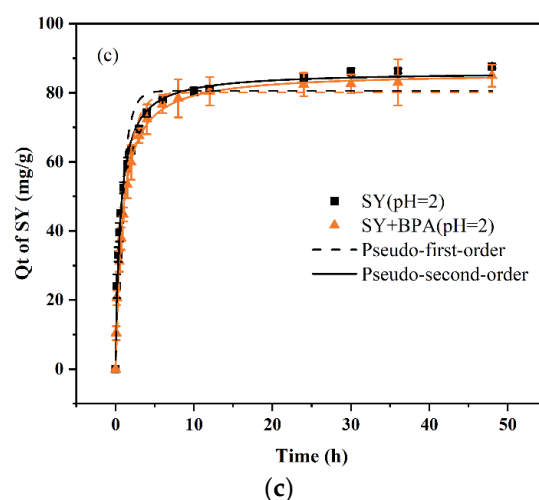 (c)
Qt of SY (mg/g)
100
80
60
40
20
0
SY(pH=2)
SY+BPA(pH=2)
Pseudo-first-order
Pseudo-second-order
0 10 20 30 40 50
Time (h)
(c)